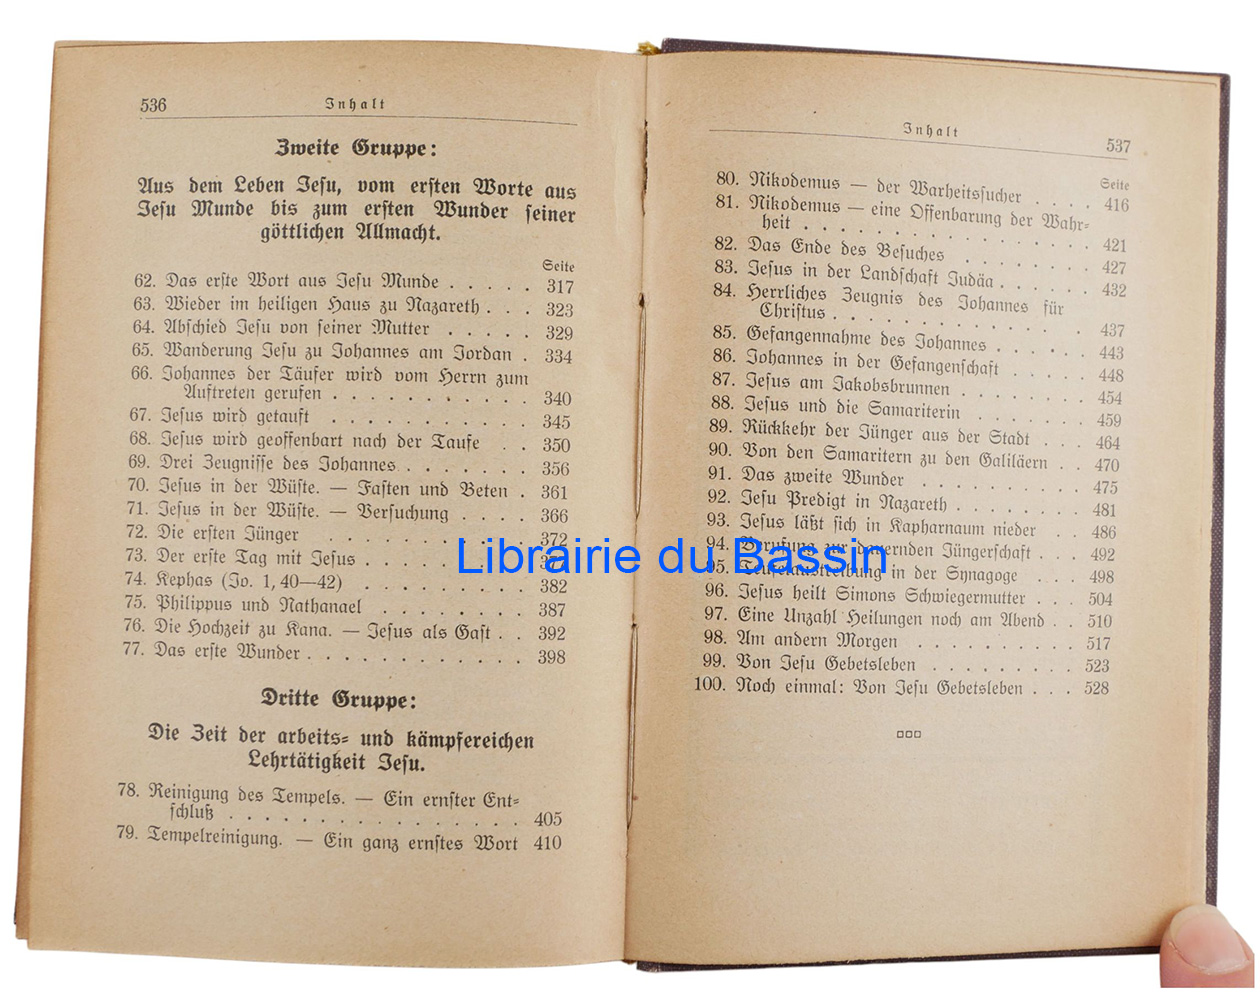 536 Inhalt
Zweite Gruppe:
Aus dem Leben Jesu, vom ersten Worte aus
Jesu Munde bis zum ersten Wunder seiner
göttlichen Allmacht.
Seite
62. Das erste Wort aus Jesu Munde . . . . . 317
63. Wieder im heiligen Haus zu Nazareth . . . 323
64. Abschied Jesu von seiner Mutter . . . . . 329
65. Wanderung Jesu zu Johannes am Jordan . 334
66. Johannes der Täufer wird vom Herrn zum
Auftreten gerufen . . . . . . . . . . 340
67. Jesus wird getauft . . . . . . . . . . 345
68. Jesus wird geoffenbart nach der Taufe . . 350
69. Drei Zeugnisse des Johannes . . . . . . . 356
70. Jesus in der Wüste. — Fasten und Beten . 361
71. Jesus in der Wüste. — Versuchung . . . . 366
72. Die ersten Jünger . . . . . . . . . . 372
73. Der erste Tag mit Jesus . . . . . . . . .
74. Kephas (Jo. 1, 40—42) . . . . . . . . 382
75. Philippus und Nathanael . . . . . . . 387
76. Die Hochzeit zu Kana. — Jesus als Gast . . 392
77. Das erste Wunder . . . . . . . . . . . . 398
Dritte Gruppe:
Die Zeit der arbeits- und kämpfereichen
Lehrtätigkeit Jesu.
78. Reinigung des Tempels. — Ein ernster Ent-
schluß . . . . . . . . . . . . . . 405
79. Tempelreinigung. — Ein ganz ernstes Wort 410
Inhalt 537
Seite
80. Nikodemus — der Warheitssucher . . . . 416
81. Nikodemus — eine Offenbarung der Wahr-
heit . . . . . . . . . . . . . . . . 421
82. Das Ende des Besuches . . . . . . . 427
83. Jesus in der Landschaft Judäa . . . . . . 432
84. Herrliches Zeugnis des Johannes für
Christus . . . . . . . . . . . . . 437
85. Gefangennahme des Johannes . . . . . . 443
86. Johannes in der Gefangenschaft . . . . . 448
87. Jesus am Jakobsbrunnen . . . . . . . 454
88. Jesus und die Samariterin . . . . . . 459
89. Rückkehr der Jünger aus der Stadt . . . 464
90. Von den Samaritern zu den Galiläern . . 470
91. Das zweite Wunder . . . . . . . . . 475
92. Jesu Predigt in Nazareth . . . . . . . 481
93. Jesus läßt sich in Kapharnaum nieder . . 486
94. Berufung zur dauernden Jüngerschaft . . 492
95. Teufelaustreibung in der Synagoge . . . 498
96. Jesus heilt Simons Schwiegermutter . . . 504
97. Eine Unzahl Heilungen noch am Abend . . 510
98. Am andern Morgen . . . . . . . . . 517
99. Von Jesu Gebetsleben . . . . . . . . . 523
100. Noch einmal: Von Jesu Gebetsleben . . . 528
Librairie du Bassin